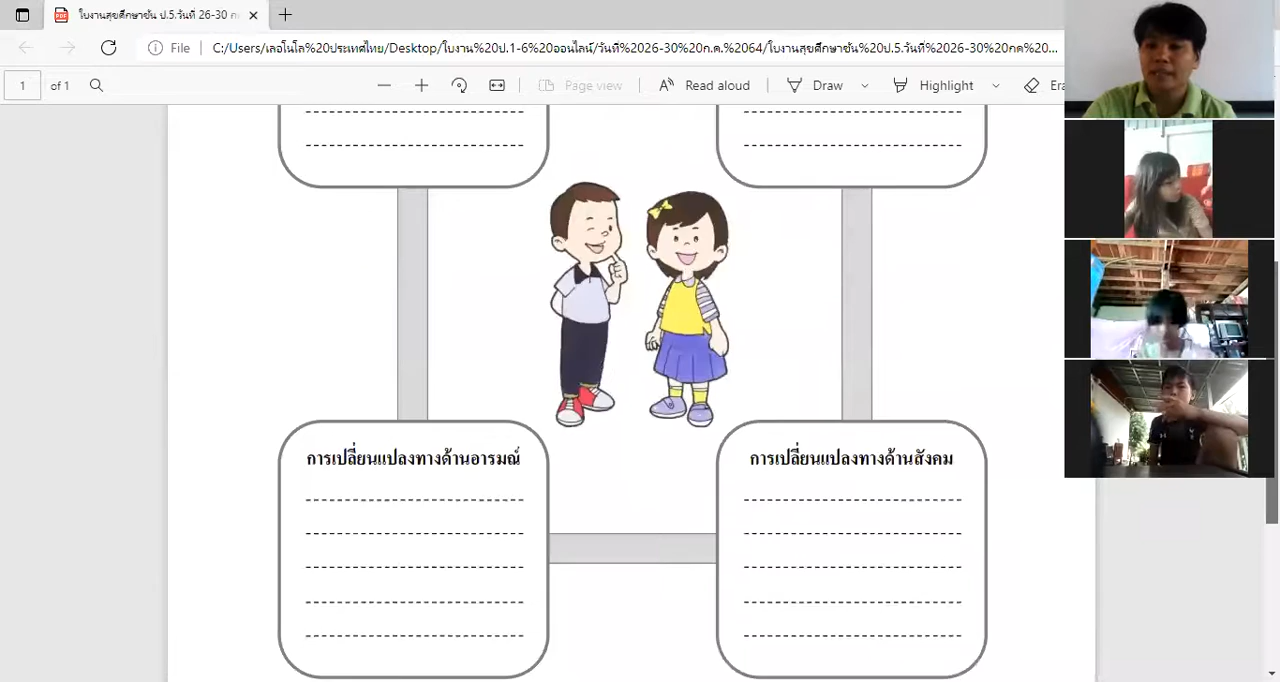 ใบงานสุขศึกษาชั้น ป.5.วันที่ 26-30 ก
File
C:/Users/เลอโนโล%20ประเทศไทย/Desktop/ใบงาน%20ป.1-6%20ออนไลน์/วันที่%2026-30%20ก.ค.%2064/ใบงานสุขศึกษาชั้น%20ป.5.วันที่%2026-30%20กด%20...
1
of 1
Page view
Read aloud
Draw
Highlight
Era
การเปลี่ยนแปลงทางด้านอารมณ์
การเปลี่ยนแปลงทางด้านสังคม